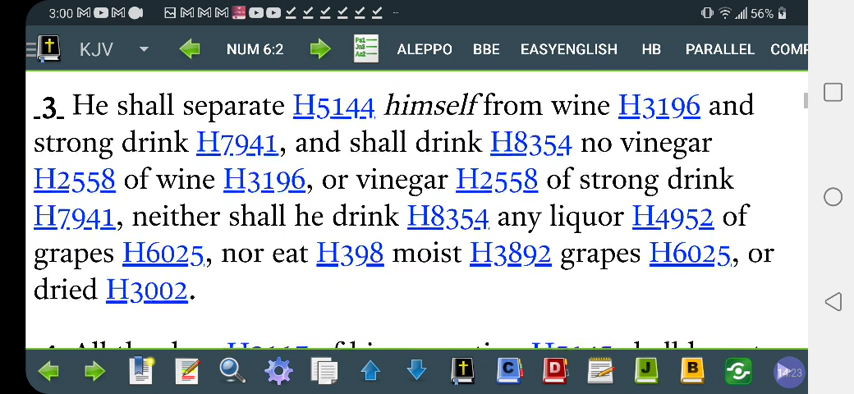 3:00 56%
KJV NUM 6:2 ALEPPO BBE EASYENGLISH HB PARALLEL
3 He shall separate H5144 himself from wine H3196 and
strong drink H7941, and shall drink H8354 no vinegar
H2558 of wine H3196, or vinegar H2558 of strong drink
H7941, neither shall he drink H8354 any liquor H4952 of
grapes H6025, nor eat H398 moist H3892 grapes H6025, or
dried H3002.
C D J B 14:23